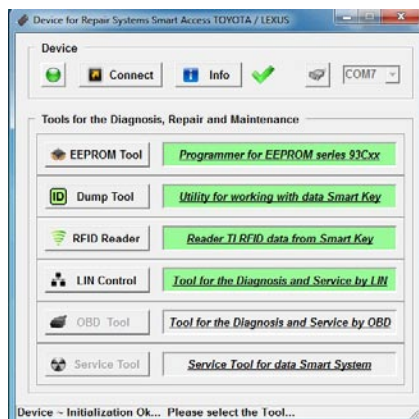 Device for Repair Systems Smart Access TOYOTA / LEXUS
Device
Connect
Info
COM7
Tools for the Diagnosis, Repair and Maintenance
EEPROM Tool
Programmer for EEPROM series 93Cxx
ID
Dump Tool
Utility for working with data Smart Key
RFID Reader
Reader TI RFID data from Smart Key
LIN Control
Tool for the Diagnosis and Service by LIN
OBD Tool
Tool for the Diagnosis and Service by OBD
Service Tool
Service Tool for data Smart System
Device ~ Initialization Ok... Please select the Tool...